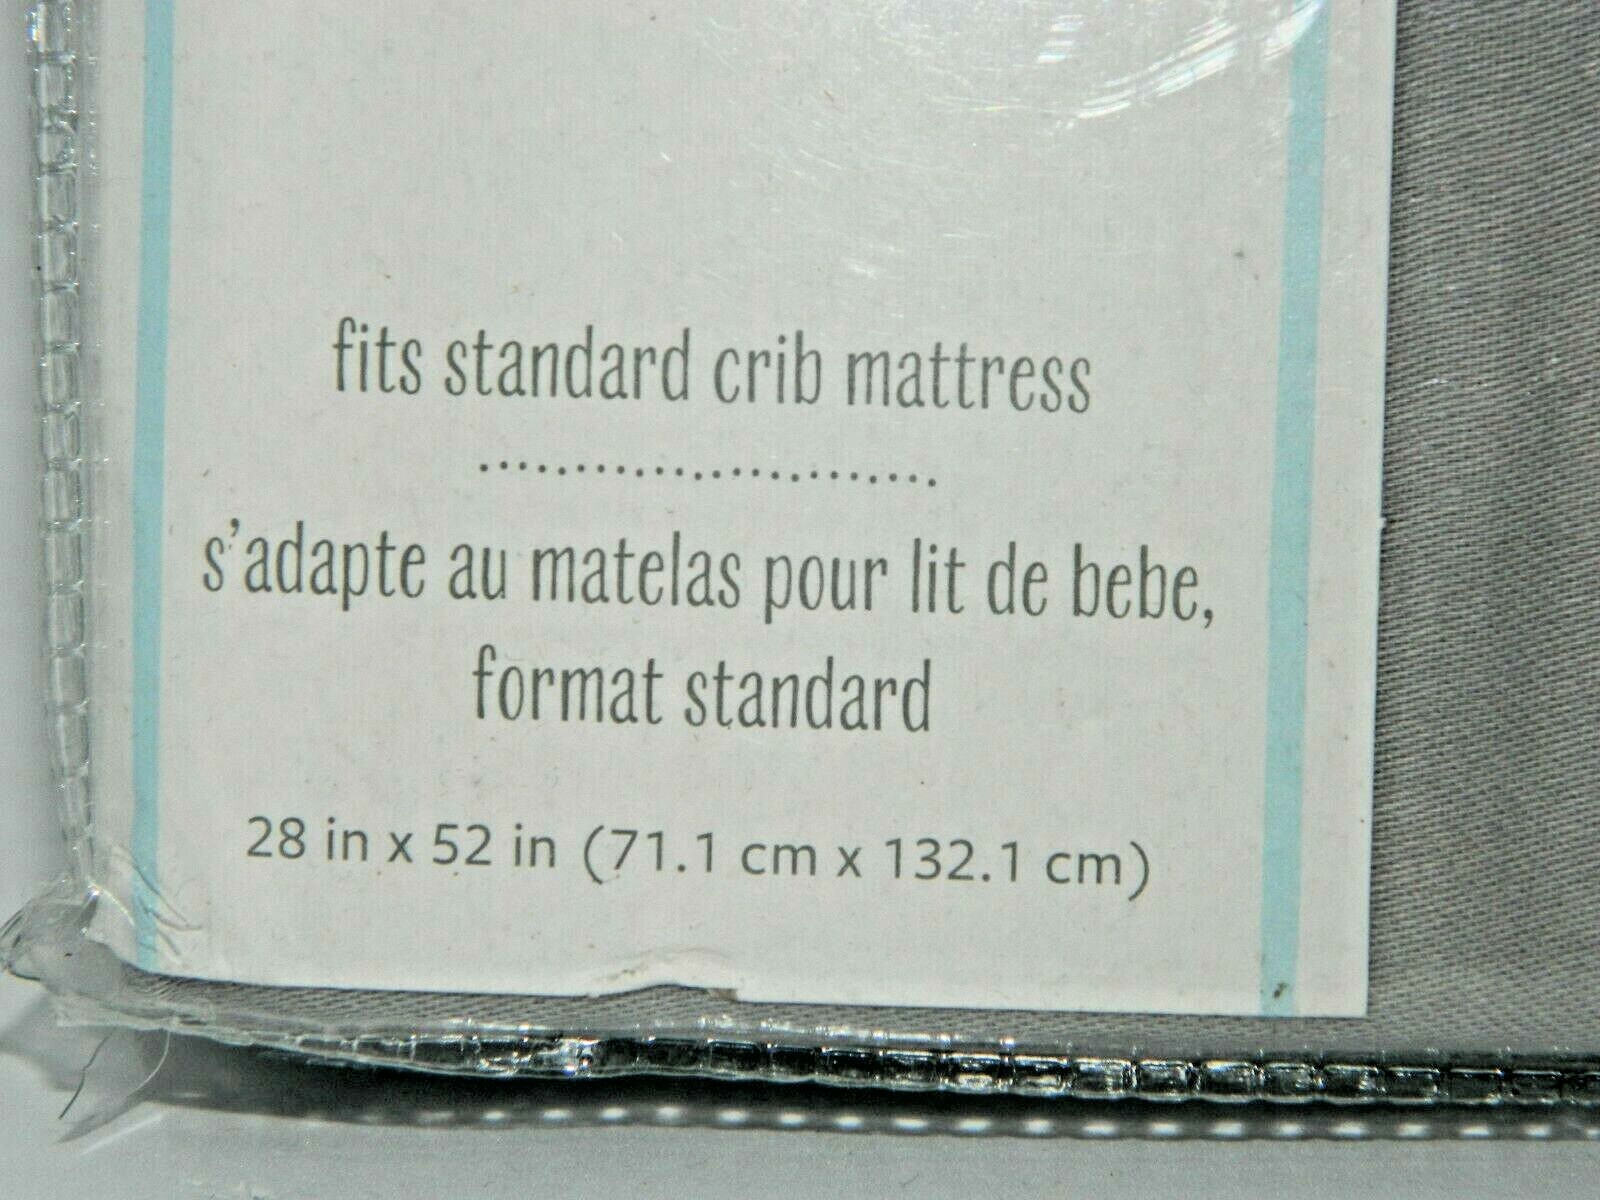 fits standard crib mattress
s'adapte au matelas pour lit de bebe,
format standard
28 in x 52 in (71.1 cm x 132.1 cm)